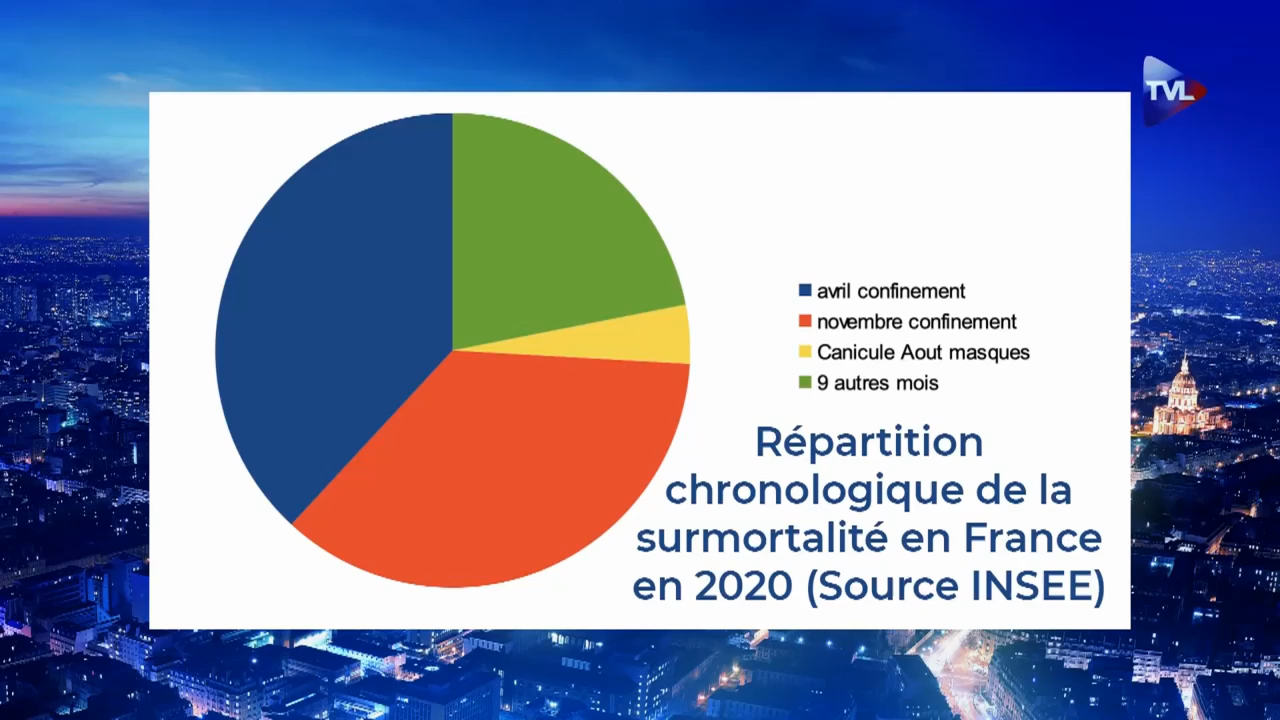 TVL
avril confinement
novembre confinement
Canicule Aout masques
9 autres mois
Répartition
chronologique de la
surmortalité en France
en 2020 (Source INSEE)